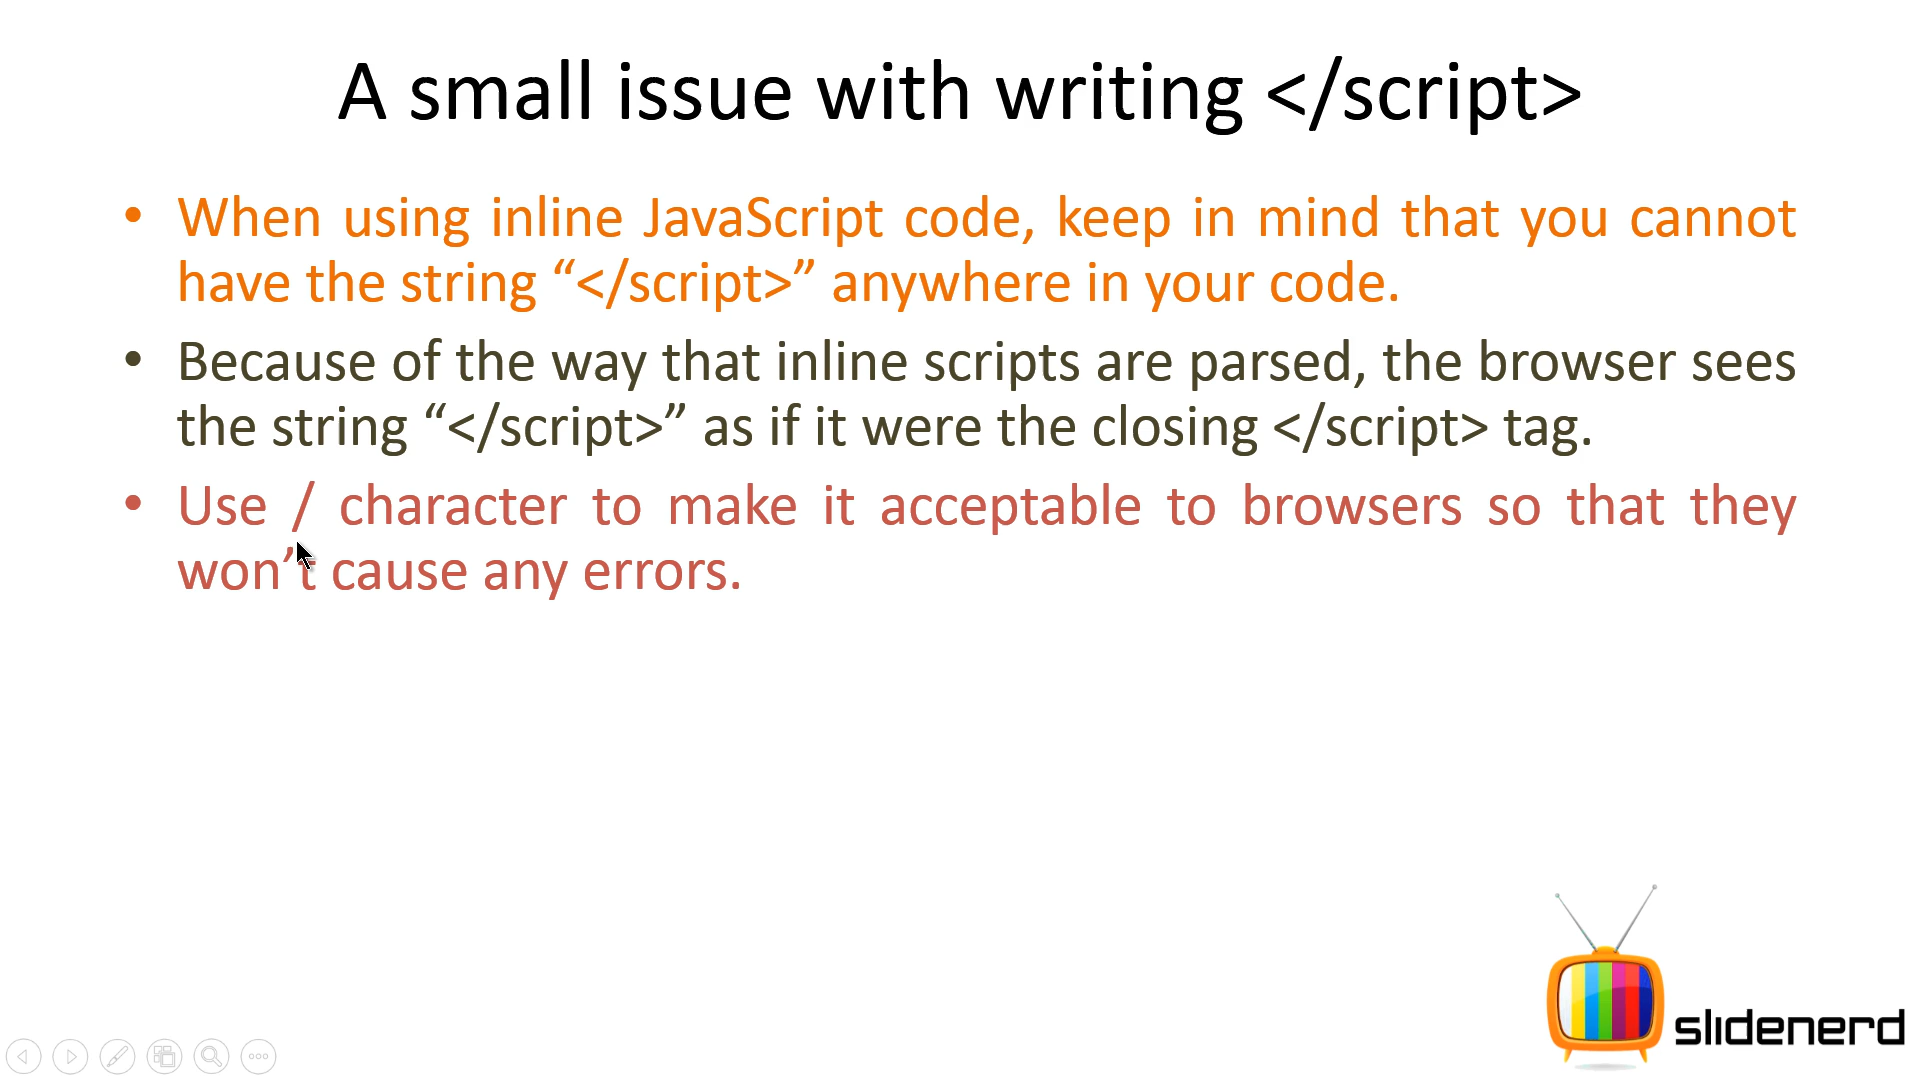 A small issue with writing </script>
• When using inline JavaScript code, keep in mind that you cannot
have the string “</script>” anywhere in your code.
• Because of the way that inline scripts are parsed, the browser sees
the string “</script>” as if it were the closing </script> tag.
• Use / character to make it acceptable to browsers so that they
won’t cause any errors.
slidenerd